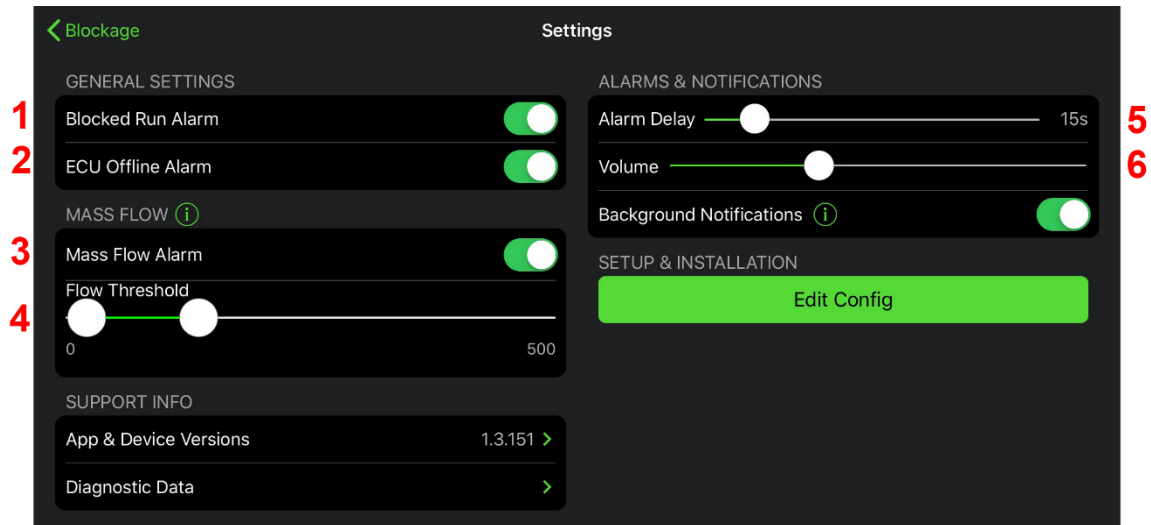 Blockage
Settings
GENERAL SETTINGS
1 Blocked Run Alarm
2 ECU Offline Alarm
MASS FLOW i
3 Mass Flow Alarm
4 Flow Threshold
0 500
SUPPORT INFO
App & Device Versions 1.3.151
Diagnostic Data
ALARMS & NOTIFICATIONS
Alarm Delay 15s 5
Volume 6
Background Notifications i
SETUP & INSTALLATION
Edit Config